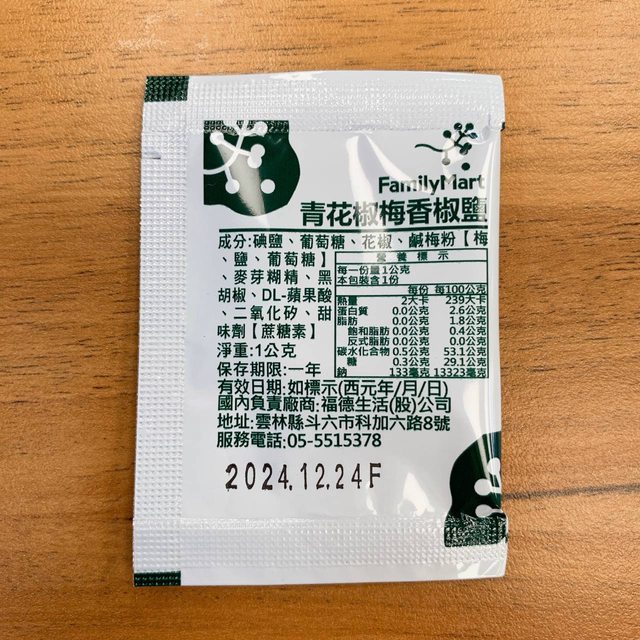 FamilyMart
青花椒梅香椒鹽
成分:碘鹽、葡萄糖、花椒、鹹梅粉【梅
、鹽、葡萄糖】
、麥芽糊精、黑
胡椒、DL-蘋果酸
、二氧化矽、甜
味劑【蔗糖素】
淨重:1公克
保存期限:一年
營養標示
每一份量1公克
本包裝含1份
每份 每100公克
熱量 2大卡 239大卡
蛋白質 0.0公克 2.6公克
脂肪 0.0公克 1.8公克
飽和脂肪 0.0公克 0.4公克
反式脂肪 0.0公克 0.0公克
碳水化合物 0.5公克 53.1公克
糖 0.3公克 29.1公克
鈉 133毫克 13323毫克
有效日期:如標示(西元年/月/日)
國內負責廠商:福德生活(股)公司
地址:雲林縣斗六市科加六路8號
服務電話:05-5515378
2024.12.24F